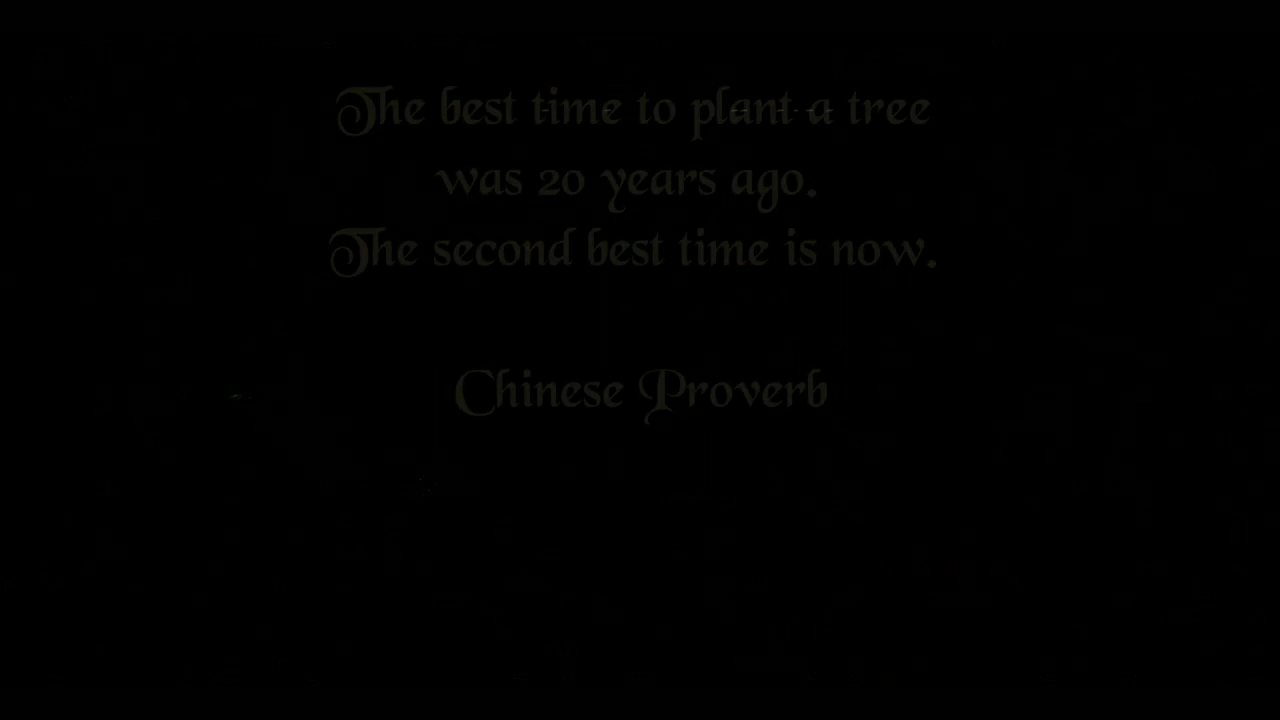 The best time to plant a tree
was 20 years ago.
The second best time is now.
Chinese Proverb